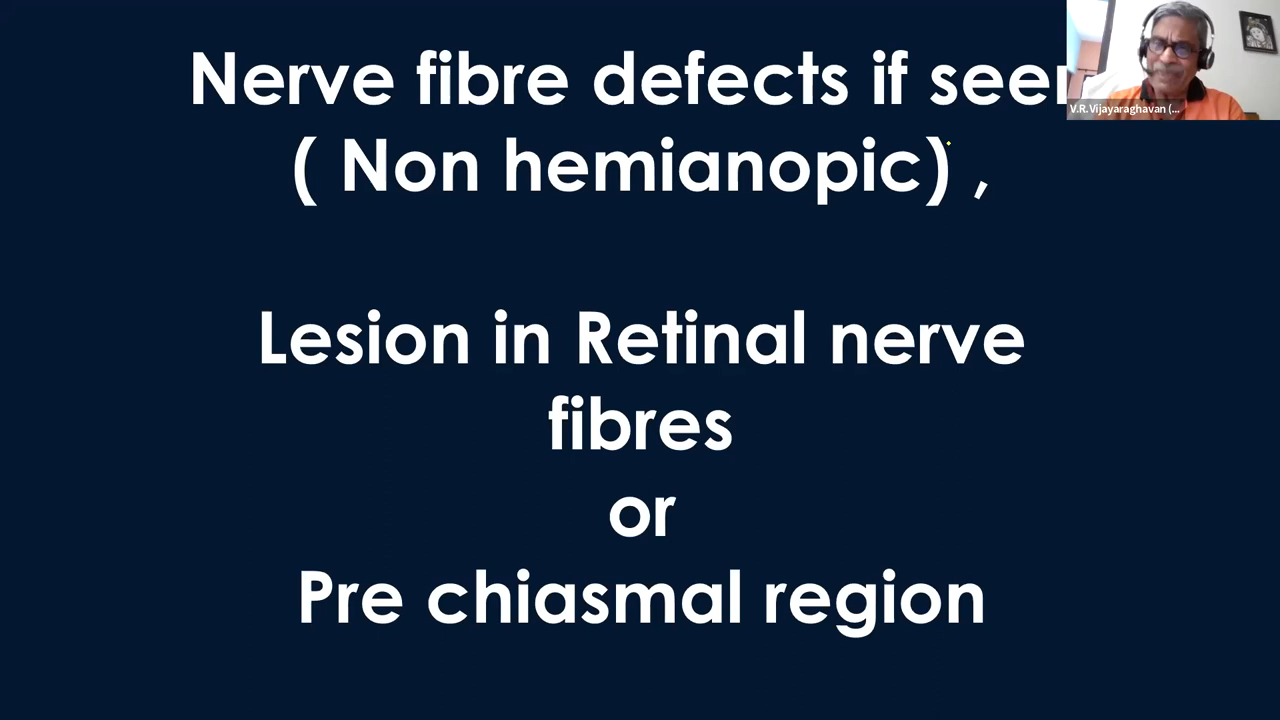 Nerve fibre defects if seen
( Non hemianopic) ,
Lesion in Retinal nerve
fibres
or
Pre chiasmal region
V.R.Vijayaraghavan (...